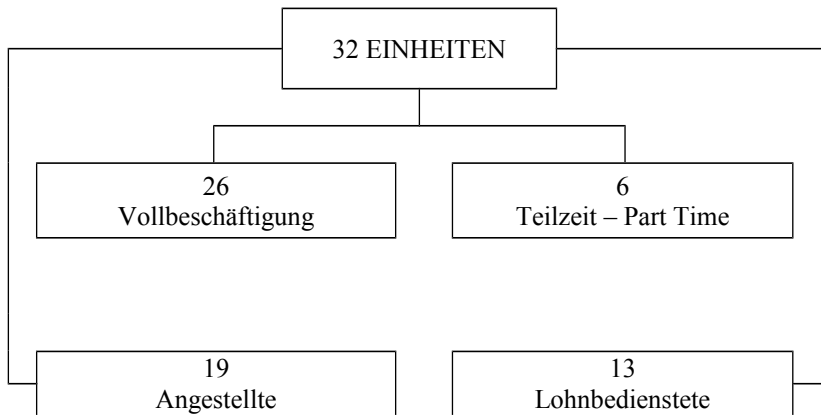 32 EINHEITEN
26
Vollbeschäftigung
6
Teilzeit – Part Time
19
Angestellte
13
Lohnbedienstete